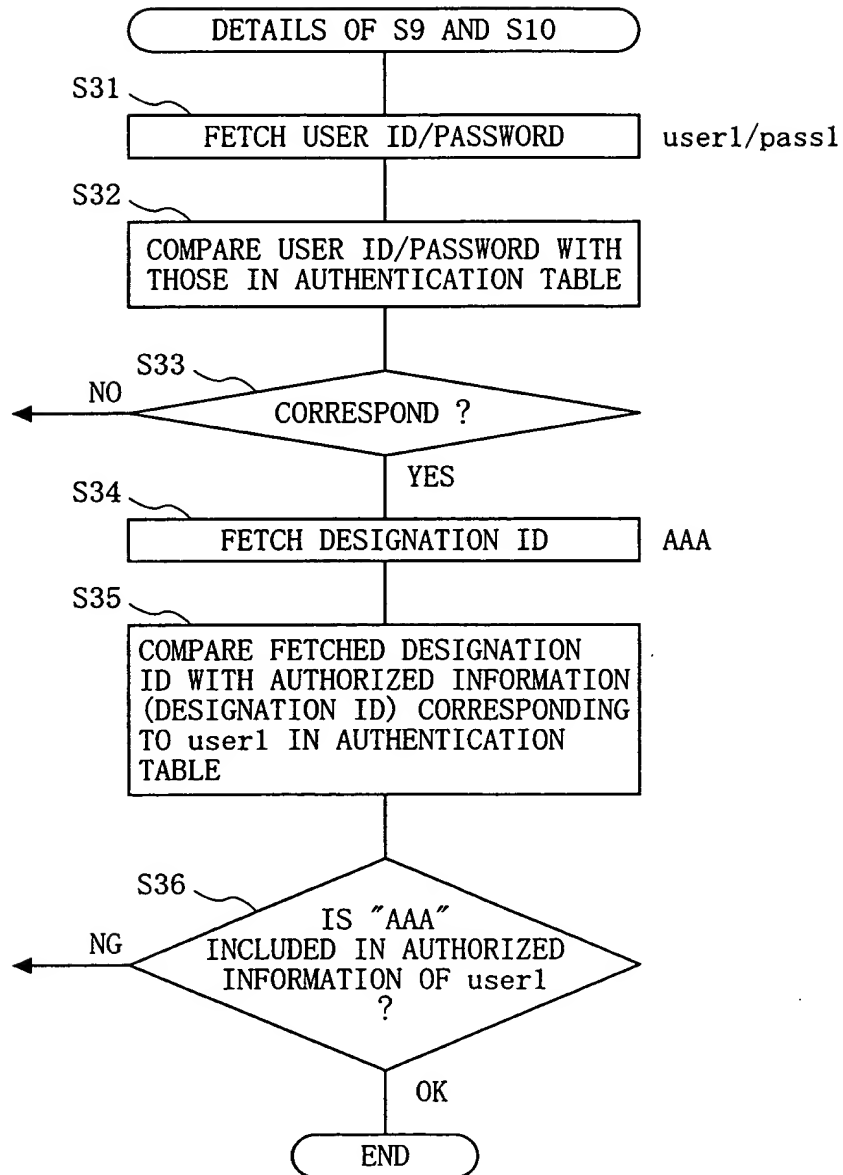 DETAILS OF S9 AND S10
S31
FETCH USER ID/PASSWORD
user1/pass1
S32
COMPARE USER ID/PASSWORD WITH
THOSE IN AUTHENTICATION TABLE
S33
NO
CORRESPOND ?
YES
S34
FETCH DESIGNATION ID
AAA
S35
COMPARE FETCHED DESIGNATION
ID WITH AUTHORIZED INFORMATION
(DESIGNATION ID) CORRESPONDING
TO user1 IN AUTHENTICATION
TABLE
S36
NG
IS "AAA"
INCLUDED IN AUTHORIZED
INFORMATION OF user1
?
OK
END